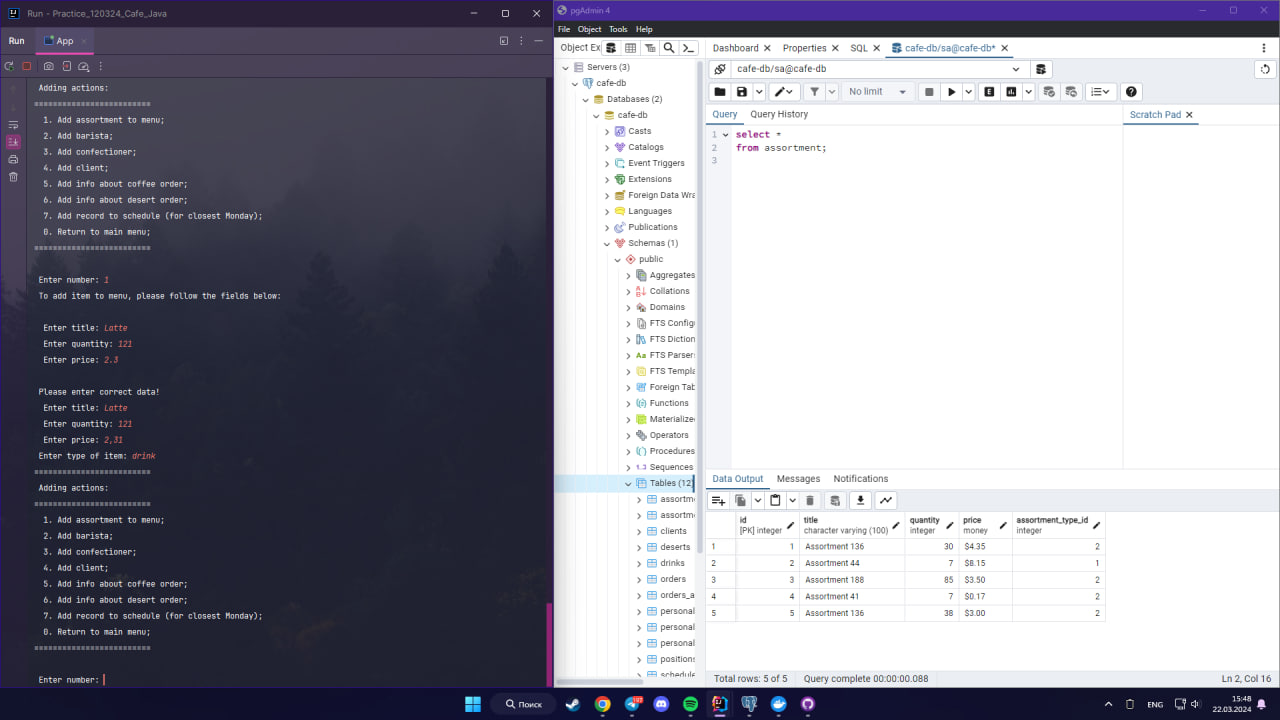 Run - Practice_120324_Cafe_Java
Run
App
Adding actions:
========================
1. Add assortment to menu;
2. Add barista;
3. Add confectioner;
4. Add client;
5. Add info about coffee order;
6. Add info about desert order;
7. Add record to schedule (for closest Monday);
0. Return to main menu;
========================
Enter number: 1
To add item to menu, please follow the fields below:
Enter title: Latte
Enter quantity: 121
Enter price: 2.3
Please enter correct data!
Enter title: Latte
Enter quantity: 121
Enter price: 2,31
Enter type of item: drink
========================
Adding actions:
========================
1. Add assortment to menu;
2. Add barista;
3. Add confectioner;
4. Add client;
5. Add info about coffee order;
6. Add info about desert order;
7. Add record to schedule (for closest Monday);
0. Return to main menu;
========================
Enter number:
pgAdmin 4
File Object Tools Help
Object Ex
Servers (3)
cafe-db
Databases (2)
cafe-db
Casts
Catalogs
Event Triggers
Extensions
Foreign Data Wra
Languages
Publications
Schemas (1)
public
Aggregates
Collations
Domains
FTS Config
FTS Diction
FTS Parsers
FTS Templa
Foreign Tab
Functions
Materialize
Operators
Procedures
Sequences
Tables (12)
assortm
assortm
clients
deserts
drinks
orders
orders_a
personal
personal
personal
positions
schedule
Dashboard Properties SQL cafe-db/sa@cafe-db*
cafe-db/sa@cafe-db
No limit
Query Query History
Scratch Pad
1 select *
2 from assortment;
3
Data Output Messages Notifications
id title quantity price assortment_type_id
[PK] integer character varying (100) integer money integer
1 1 Assortment 136 30 $4.35 2
2 2 Assortment 44 7 $8.15 1
3 3 Assortment 188 85 $3.50 2
4 4 Assortment 41 7 $0.17 2
5 5 Assortment 136 38 $3.00 2
Total rows: 5 of 5 Query complete 00:00:00.088 Ln 2, Col 16
Поиск
ENG
15:48
22.03.2024